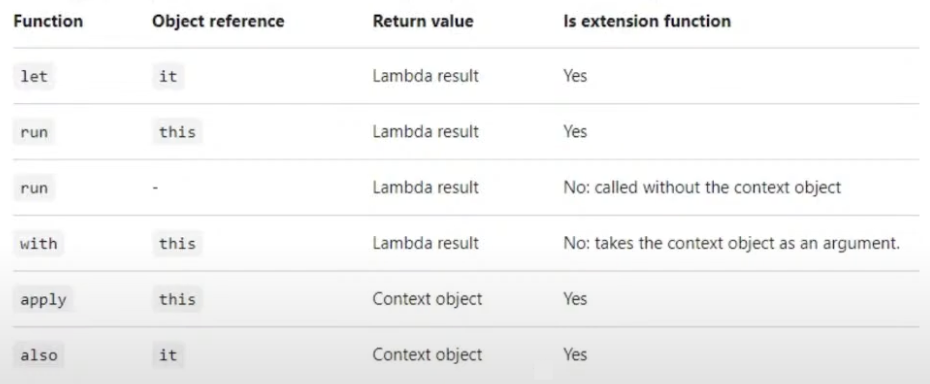 Function Object reference Return value Is extension function
let it Lambda result Yes
run this Lambda result Yes
run - Lambda result No: called without the context object
with this Lambda result No: takes the context object as an argument.
apply this Context object Yes
also it Context object Yes